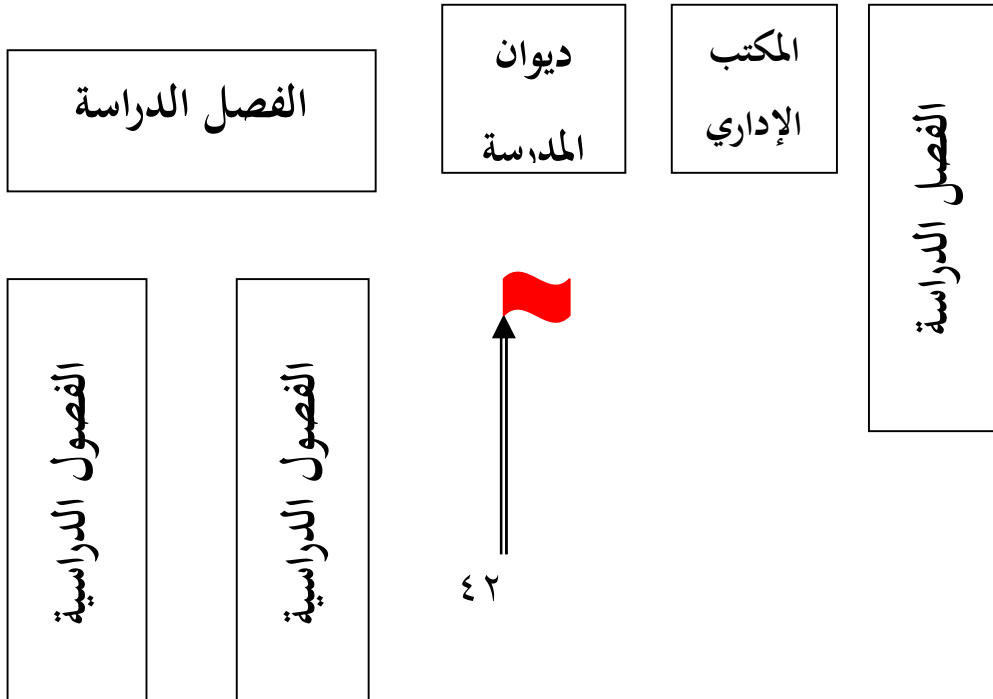 الفصل الدراسة
المكتب
الإداري
ديوان
المدرسة
الفصل الدراسة
الفصول الدراسية
الفصول الدراسية
٤٢